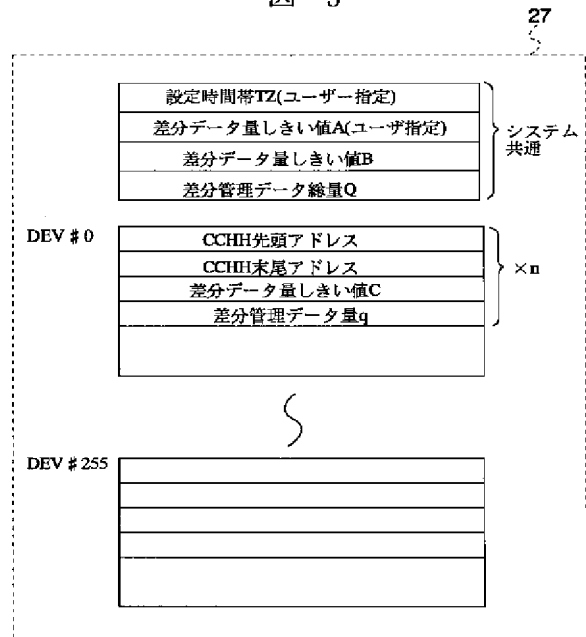 27
設定時間帯TZ(ユーザー指定)
差分データ量しきい値A(ユーザ指定)
差分データ量しきい値B
差分管理データ総量Q
システム
共通
DEV#0
CCHH先頭アドレス
CCHH末尾アドレス
差分データ量しきい値C
差分管理データ量q
×n
DEV#255